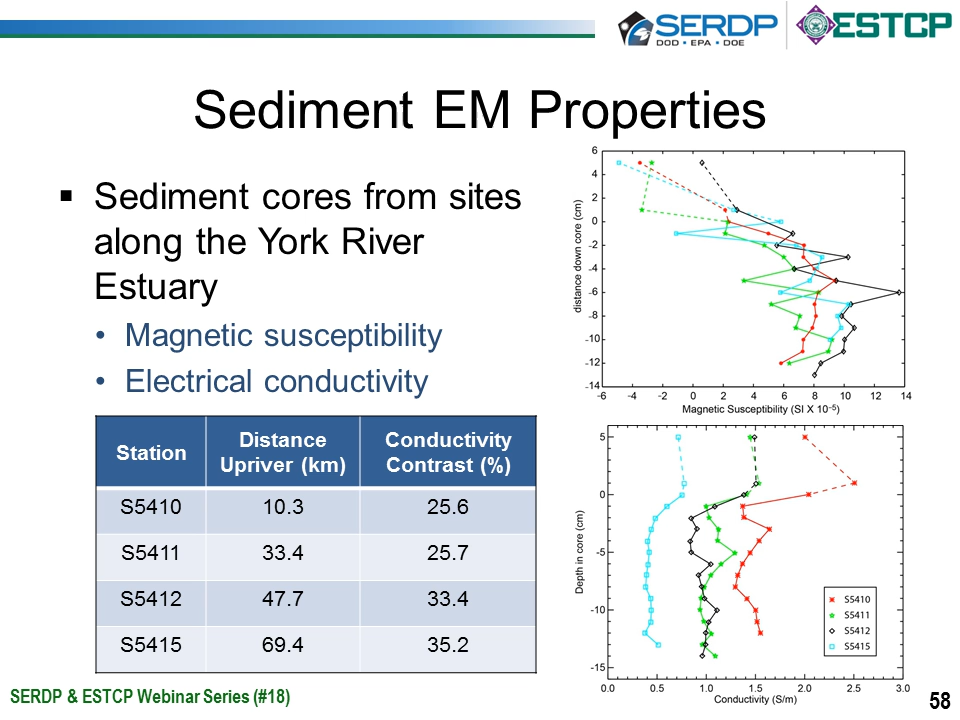 SERDP
DOD • EPA • DOE
ESTCP
Sediment EM Properties
▪ Sediment cores from sites
along the York River
Estuary
• Magnetic susceptibility
• Electrical conductivity
Station Distance Upriver (km) Conductivity Contrast (%)
S5410 10.3 25.6
S5411 33.4 25.7
S5412 47.7 33.4
S5415 69.4 35.2
distance down core (cm)
6
4
2
0
-2
-4
-6
-8
-10
-12
-14
-6 -4 -2 0 2 4 6 8 10 12 14
Magnetic Susceptibility (SI X 10⁻⁵)
Depth in core (cm)
5
0
-5
-10
-15
S5410
S5411
S5412
S5415
0.0 0.5 1.0 1.5 2.0 2.5 3.0
Conductivity (S/m)
SERDP & ESTCP Webinar Series (#18)
58